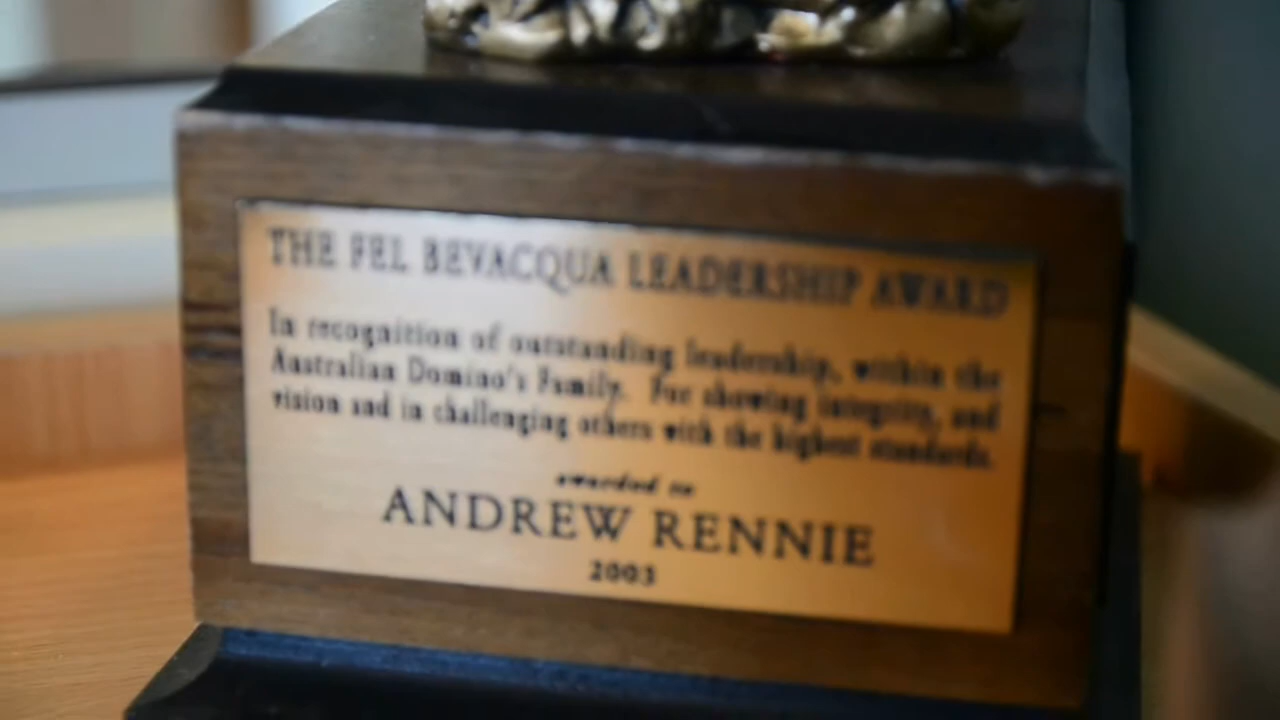 THE FEL BEVACQUA LEADERSHIP AWARD
In recognition of outstanding leadership, within the
Australian Domino's Family. For showing integrity, and
vision and in challenging others with the highest standards.
awarded to
ANDREW RENNIE
2003